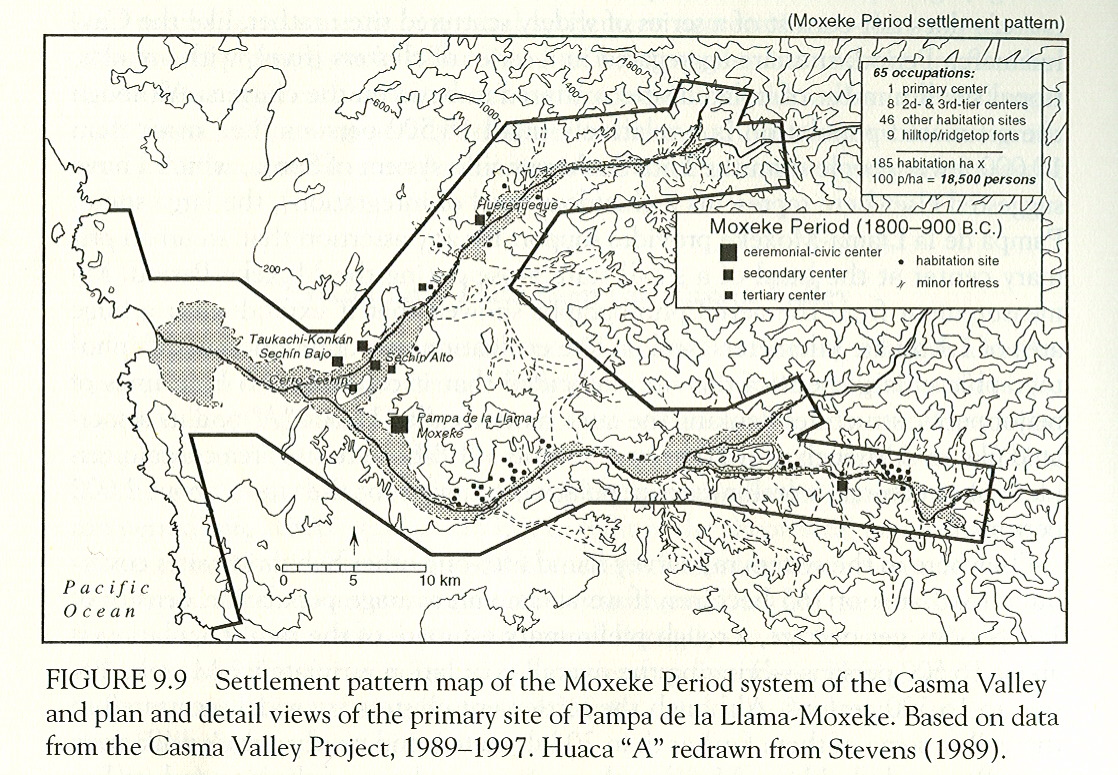 (Moxeke Period settlement pattern)
1600
1000
600
65 occupations:
1 primary center
8 2d- & 3rd-tier centers
46 other habitation sites
9 hilltop/ridgetop forts
185 habitation ha x
100 p/ha = 18,500 persons
Huerequeque
Moxeke Period (1800–900 B.C.)
ceremonial-civic center
secondary center
tertiary center
habitation site
minor fortress
200
Taukachi-Konkán
Sechín Bajo
Sechín Alto
Cerro Sechín
Pampa de la Llama-
Moxeke
0 5 10 km
Pacific
Ocean
FIGURE 9.9 Settlement pattern map of the Moxeke Period system of the Casma Valley
and plan and detail views of the primary site of Pampa de la Llama-Moxeke. Based on data
from the Casma Valley Project, 1989–1997. Huaca “A” redrawn from Stevens (1989).